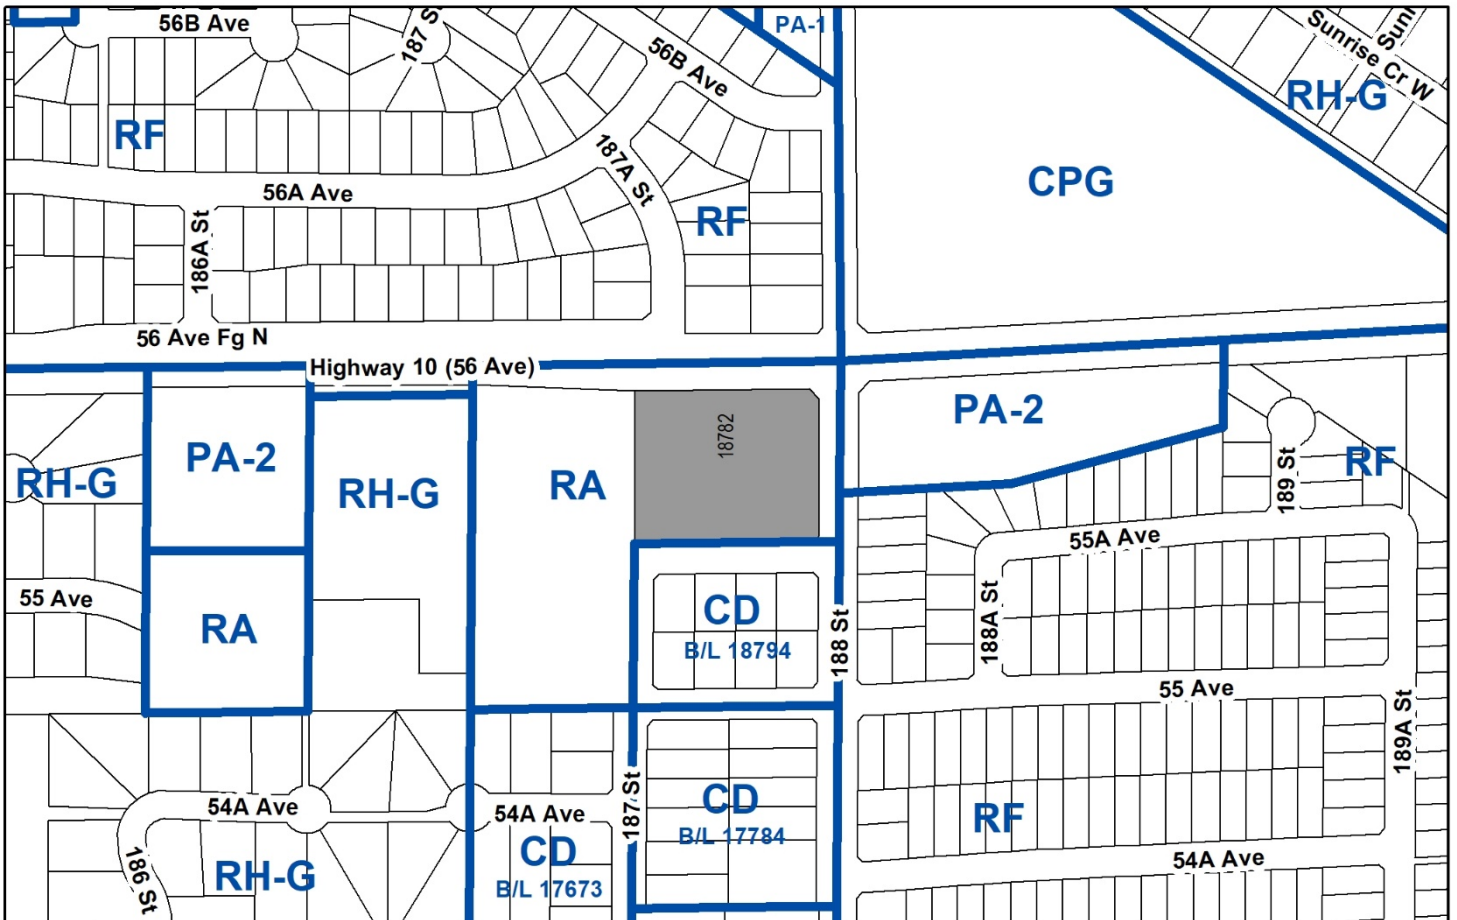 56B Ave
187 St
56B Ave
PA-1
Sunrise Cr W
Sunri
RH-G
RF
187A St
CPG
56A Ave
RF
186A St
56 Ave Fg N
Highway 10 (56 Ave)
PA-2
18782
PA-2
RH-G
RH-G
RA
RF
189 St
55A Ave
55 Ave
RA
CD
B/L 18794
188 St
188A St
55 Ave
189A St
54A Ave
54A Ave
187 St
CD
B/L 17784
RF
CD
B/L 17673
54A Ave
186 St
RH-G